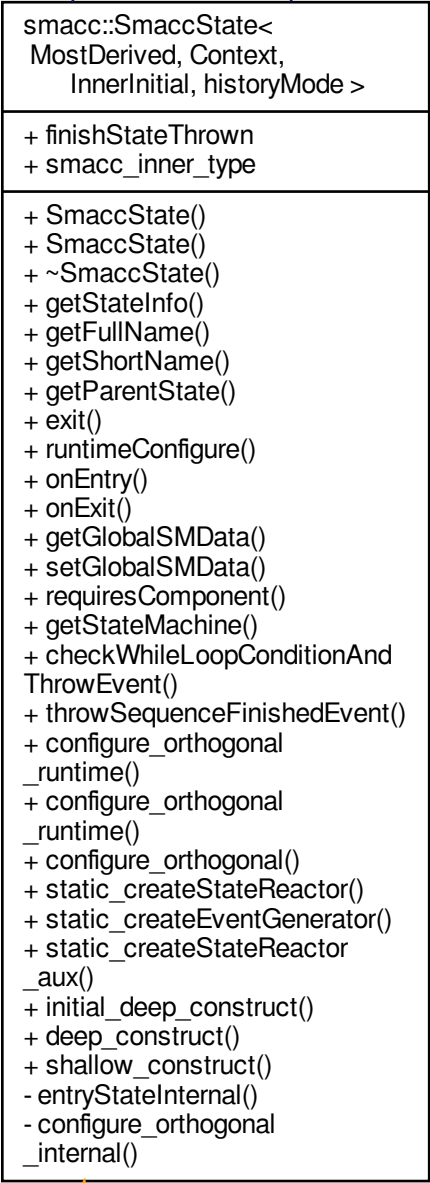 smacc::SmaccState<
MostDerived, Context,
InnerInitial, historyMode >
+ finishStateThrown
+ smacc_inner_type
+ SmaccState()
+ SmaccState()
+ ~SmaccState()
+ getStateInfo()
+ getFullName()
+ getShortName()
+ getParentState()
+ exit()
+ runtimeConfigure()
+ onEntry()
+ onExit()
+ getGlobalSMData()
+ setGlobalSMData()
+ requiresComponent()
+ getStateMachine()
+ checkWhileLoopConditionAnd
ThrowEvent()
+ throwSequenceFinishedEvent()
+ configure_orthogonal
_runtime()
+ configure_orthogonal
_runtime()
+ configure_orthogonal()
+ static_createStateReactor()
+ static_createEventGenerator()
+ static_createStateReactor
_aux()
+ initial_deep_construct()
+ deep_construct()
+ shallow_construct()
- entryStateInternal()
- configure_orthogonal
_internal()